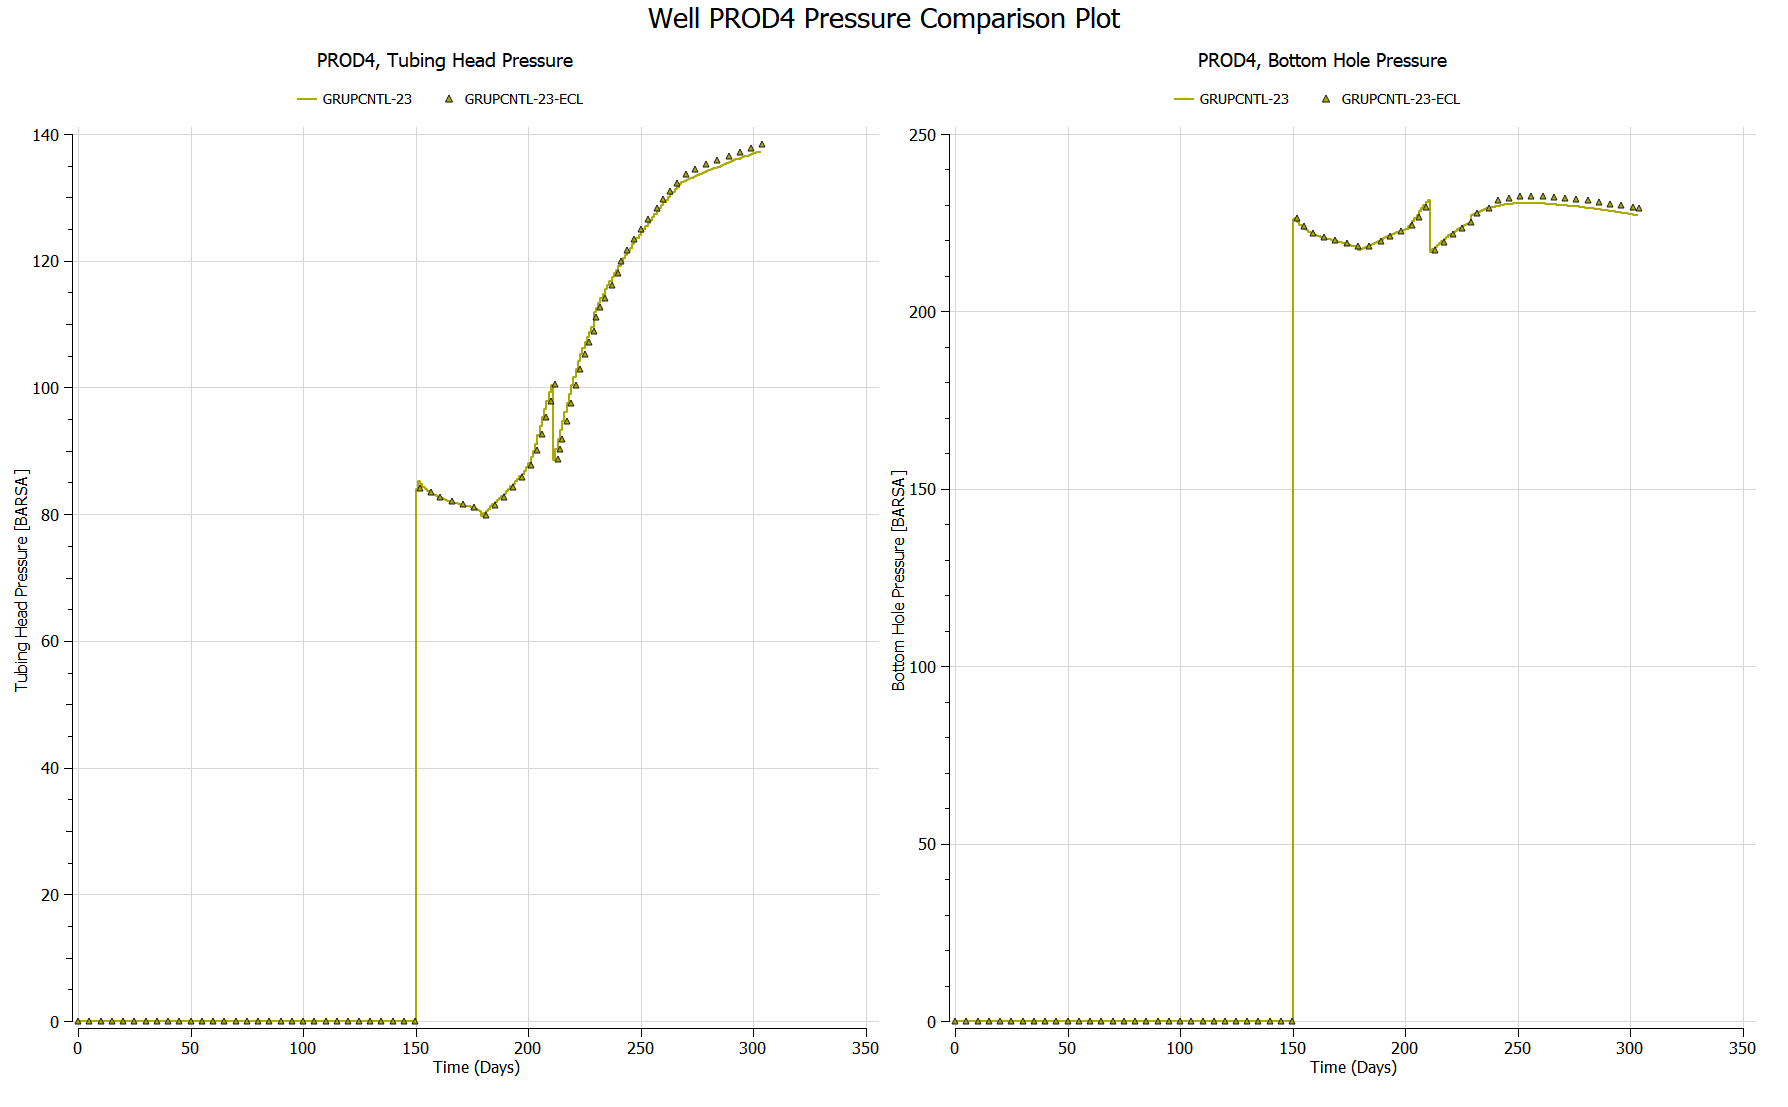 Well PROD4 Pressure Comparison Plot
PROD4, Tubing Head Pressure
GRUPCNTL-23 GRUPCNTL-23-ECL
140
120
100
80
60
40
20
0
Tubing Head Pressure [BARSA]
0 50 100 150 200 250 300 350
Time (Days)
PROD4, Bottom Hole Pressure
GRUPCNTL-23 GRUPCNTL-23-ECL
250
200
150
100
50
0
Bottom Hole Pressure [BARSA]
0 50 100 150 200 250 300 350
Time (Days)